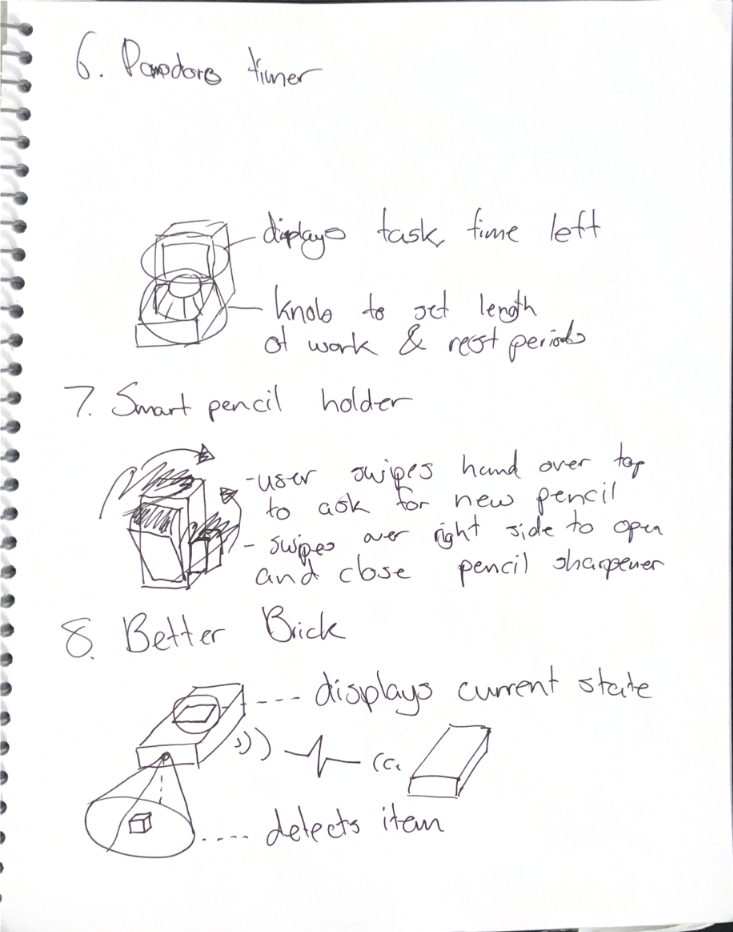 6. Pomodoro timer
displays task, time left
knob to set length
of work & rest periods
7. Smart pencil holder
- user swipes hand over top
to ask for new pencil
- swipes over right side to open
and close pencil sharpener
8. Better Brick
displays current state
detects item